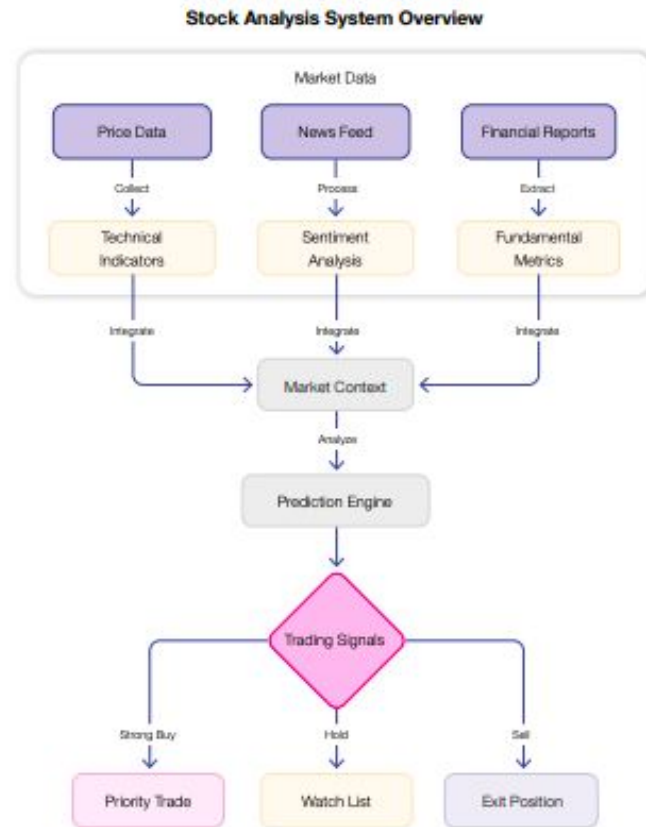 Stock Analysis System Overview
Market Data
Price Data
News Feed
Financial Reports
Collect
Process
Extract
Technical
Indicators
Sentiment
Analysis
Fundamental
Metrics
Integrate
Integrate
Integrate
Market Context
Analyze
Prediction Engine
Trading Signals
Strong Buy
Hold
Sell
Priority Trade
Watch List
Exit Position